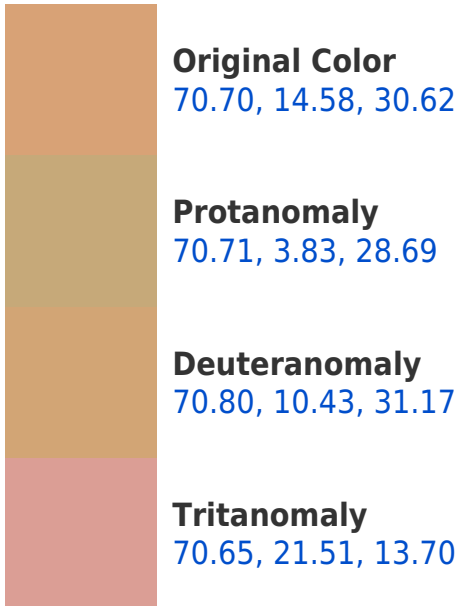 Original Color
70.70, 14.58, 30.62
Protanomaly
70.71, 3.83, 28.69
Deuteranomaly
70.80, 10.43, 31.17
Tritanomaly
70.65, 21.51, 13.70